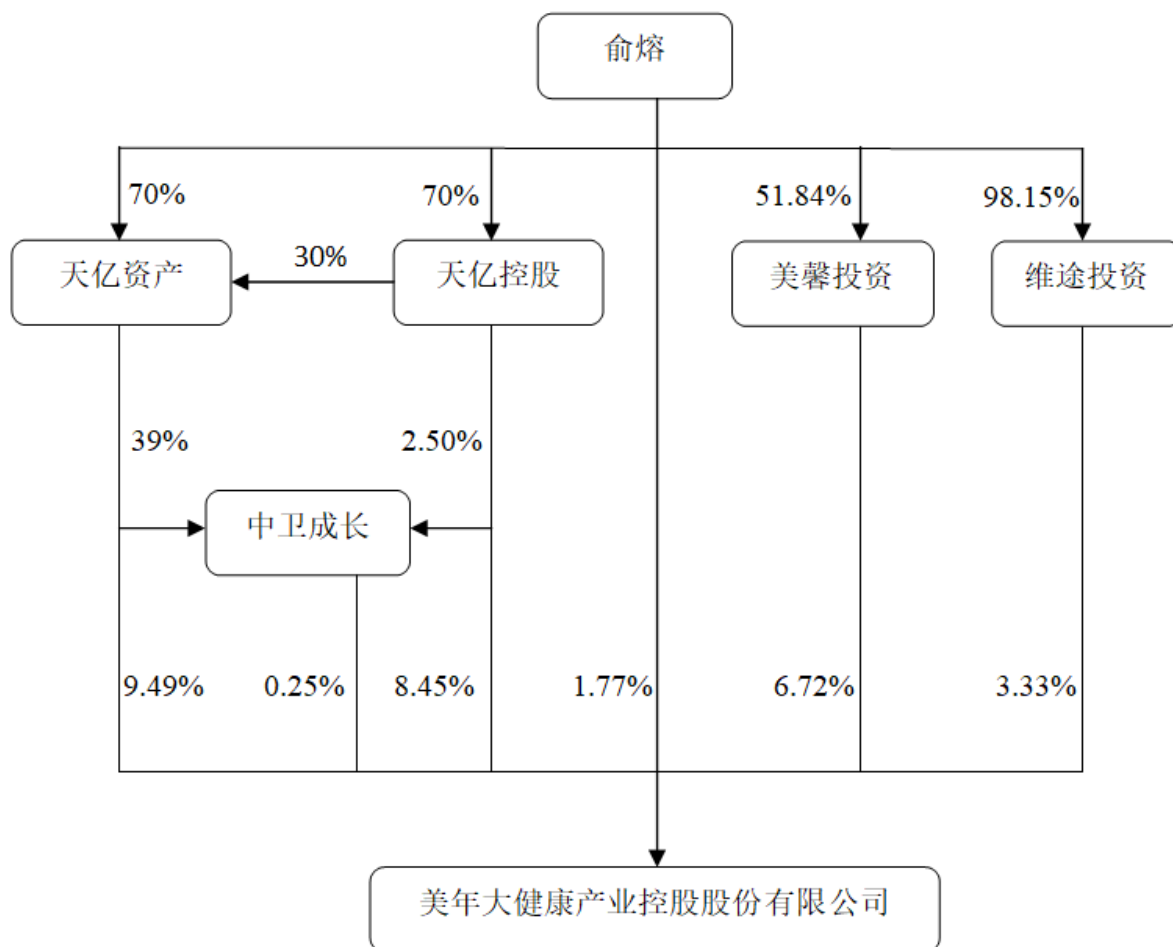 俞熔
70%
70%
51.84%
98.15%
天亿资产
30%
天亿控股
美馨投资
维途投资
39%
2.50%
中卫成长
9.49%
0.25%
8.45%
1.77%
6.72%
3.33%
美年大健康产业控股股份有限公司